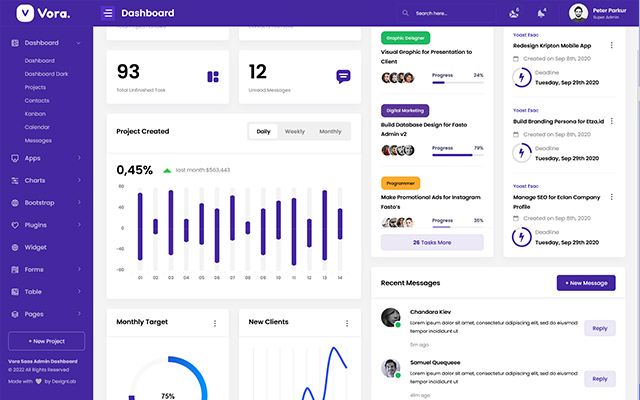 Vora.
Dashboard
Search here...
Peter Parkur
Super Admin
Dashboard
Dashboard
Dashboard Dark
Projects
Contacts
Kanban
Calendar
Messages
Apps
Charts
Bootstrop
Plugins
Widget
Forms
Table
Pages
+ New Project
Vora Saas Admin Dashboard
© 2022 All Rights Reserved
Made with by DexignLab
93
Total Unfinished Task
12
Unread Messages
Project Created
Daily
Weekly
Monthly
0,45%
last month $563,443
80
40
0
-40
-80
01 02 03 04 05 06 07 08 09 10 11 12 13 14
Monthly Target
75%
New Clients
Graphic Designer
Visual Graphic for Presentation to
Client
Progress 24%
Digital Marketing
Build Database Design for Fasto
Admin v2
Progress 79%
Programmer
Make Promotional Ads for Instagram
Fasto's
Progress 36%
26 Tasks More
Yoast Esac
Redesign Kripton Mobile App
Created on Sep 8th, 2020
Deadline
Tuesday, Sep 29th 2020
Yoast Esac
Build Branding Persona for Etza.id
Created on Sep 8th, 2020
Deadline
Tuesday, Sep 29th 2020
Yoast Esac
Manage SEO for Eclan Company
Profile
Created on Sep 8th, 2020
Deadline
Tuesday, Sep 29th 2020
Recent Messages
+ New Message
Chandora Kiev
Lorem ipsum dolor sit amet, consectetur adipiscing elit, sed do eiusmod
tempor incididunt ut
5m ago
Reply
Samuel Quequeee
Lorem ipsum dolor sit amet, consectetur adipiscing elit, sed do eiusmod
tempor incididunt ut
41m ago
Reply